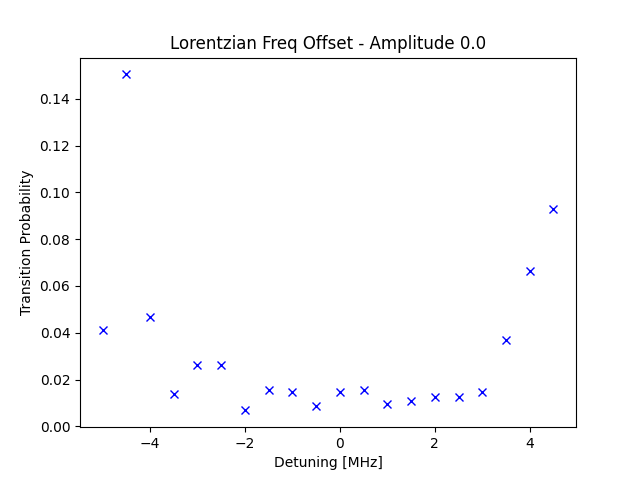 Lorentzian Freq Offset - Amplitude 0.0
Transition Probability
0.14
0.12
0.10
0.08
0.06
0.04
0.02
0.00
−4 −2 0 2 4
Detuning [MHz]